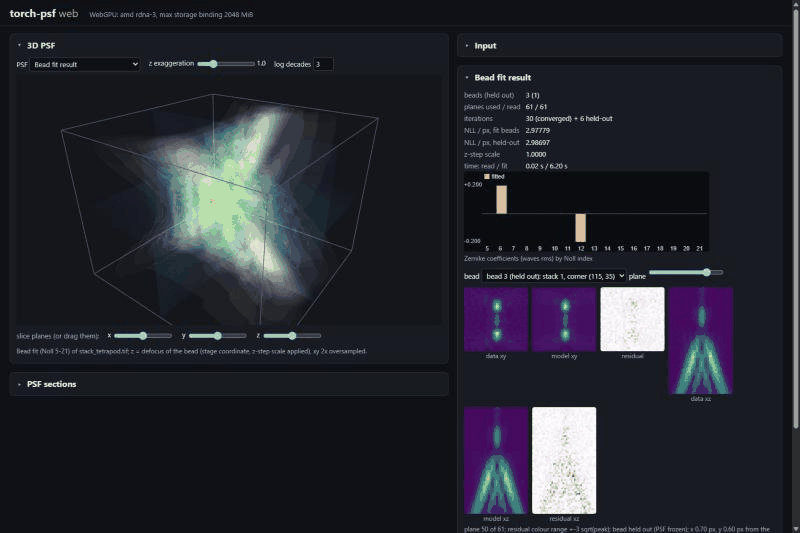 torch-psf web WebGPU: amd rdna-3, max storage binding 2048 MiB
3D PSF
PSF Bead fit result z exaggeration 1.0 log decades 3
slice planes (or drag them): x y z
Bead fit (Noll 5-21) of stack_tetrapod.tif; z = defocus of the bead (stage coordinate, z-step scale applied), xy 2x oversampled.
PSF sections
Input
Bead fit result
beads (held out) 3 (1)
planes used / read 61 / 61
iterations 30 (converged) + 6 held-out
NLL / px, fit beads 2.97779
NLL / px, held-out 2.98697
z-step scale 1.0000
time: read / fit 0.02 s / 6.20 s
fitted
+0.200
-0.200
5 6 7 8 9 10 11 12 13 14 15 16 17 18 19 20 21
Zernike coefficients (waves rms) by Noll index
bead bead 3 (held out): stack 1, corner (115, 35) plane
data xy model xy residual
data xz
model xz residual xz
plane 50 of 61; residual colour range +-3 sqrt(peak); bead held out (PSF frozen); x 0.70 px, y 0.60 px from the